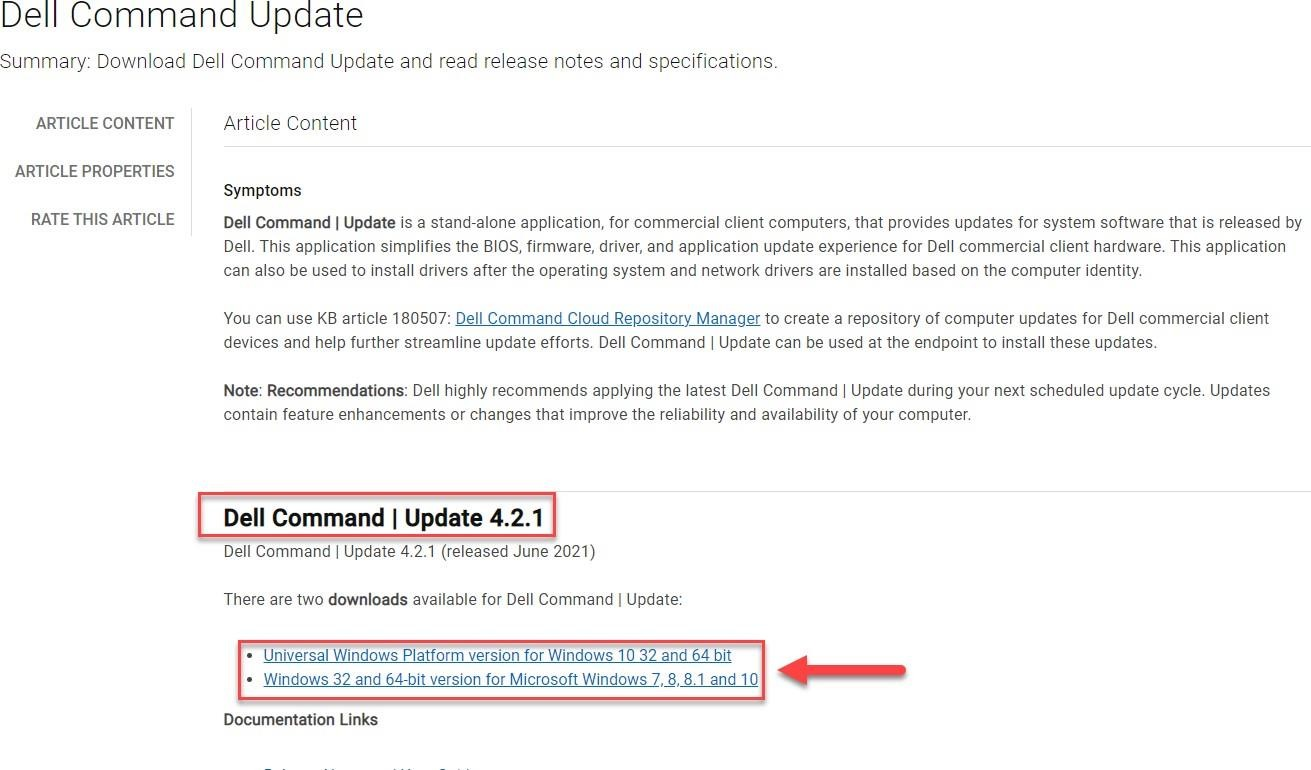 Dell Command Update
Summary: Download Dell Command Update and read release notes and specifications.
ARTICLE CONTENT
ARTICLE PROPERTIES
RATE THIS ARTICLE
Article Content
Symptoms
Dell Command | Update is a stand-alone application, for commercial client computers, that provides updates for system software that is released by
Dell. This application simplifies the BIOS, firmware, driver, and application update experience for Dell commercial client hardware. This application
can also be used to install drivers after the operating system and network drivers are installed based on the computer identity.
You can use KB article 180507: Dell Command Cloud Repository Manager to create a repository of computer updates for Dell commercial client
devices and help further streamline update efforts. Dell Command | Update can be used at the endpoint to install these updates.
Note: Recommendations: Dell highly recommends applying the latest Dell Command | Update during your next scheduled update cycle. Updates
contain feature enhancements or changes that improve the reliability and availability of your computer.
Dell Command | Update 4.2.1
Dell Command | Update 4.2.1 (released June 2021)
There are two downloads available for Dell Command | Update:
• Universal Windows Platform version for Windows 10 32 and 64 bit
• Windows 32 and 64-bit version for Microsoft Windows 7, 8, 8.1 and 10
Documentation Links